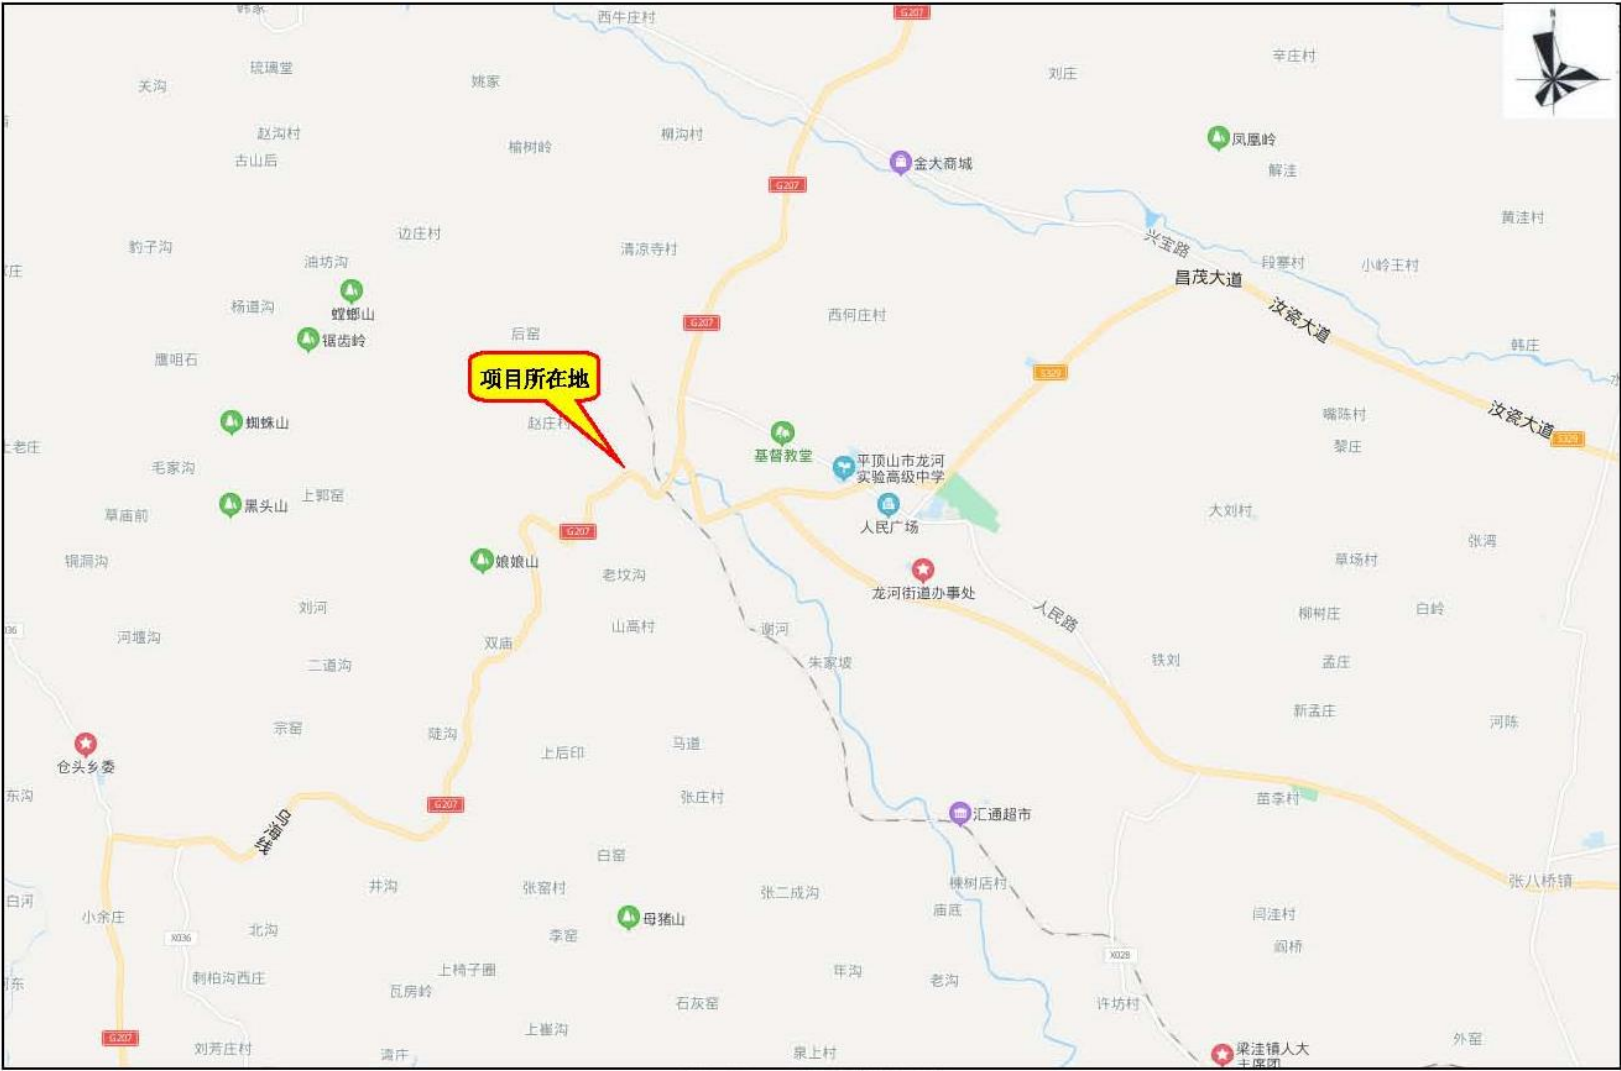 西牛庄村
G207
N
辛庄村
琉璃堂
刘庄
关沟
姚家
赵沟村
柳沟村
凤凰岭
榆树岭
古山后
金大商城
解洼
G207
黄洼村
边庄村
兴宝路
豹子沟
清凉寺村
油坊沟
段寨村
小岭王村
昌茂大道
杨道沟
螳螂山
西何庄村
汝瓷大道
G207
后窑
锯齿岭
韩庄
鹰咀石
S329
项目所在地
嘴陈村
汝瓷大道
蜘蛛山
赵庄村
S329
上老庄
黎庄
基督教堂
平顶山市龙河
实验高级中学
毛家沟
上郭窑
黑头山
大刘村
草庙前
人民广场
G207
张湾
铜洞沟
娘娘山
草场村
老坟沟
龙河街道办事处
刘河
人民路
柳树庄
白岭
河堰沟
山高村
谢河
双庙
二道沟
朱家坡
铁刘
孟庄
新孟庄
河陈
宗窑
陡沟
马道
上后印
仓头乡委
东沟
张庄村
苗李村
G207
汇通超市
乌海线
白窑
井沟
张窑村
张二成沟
楝树店村
张八桥镇
白河
小余庄
母猪山
庙底
闫洼村
北沟
X036
李窑
阎桥
X028
上椅子圈
年沟
刺柏沟西庄
老沟
瓦房岭
石灰窑
许坊村
上崔沟
G207
外窑
刘芳庄村
湾庄
泉上村
梁洼镇人大
主席团